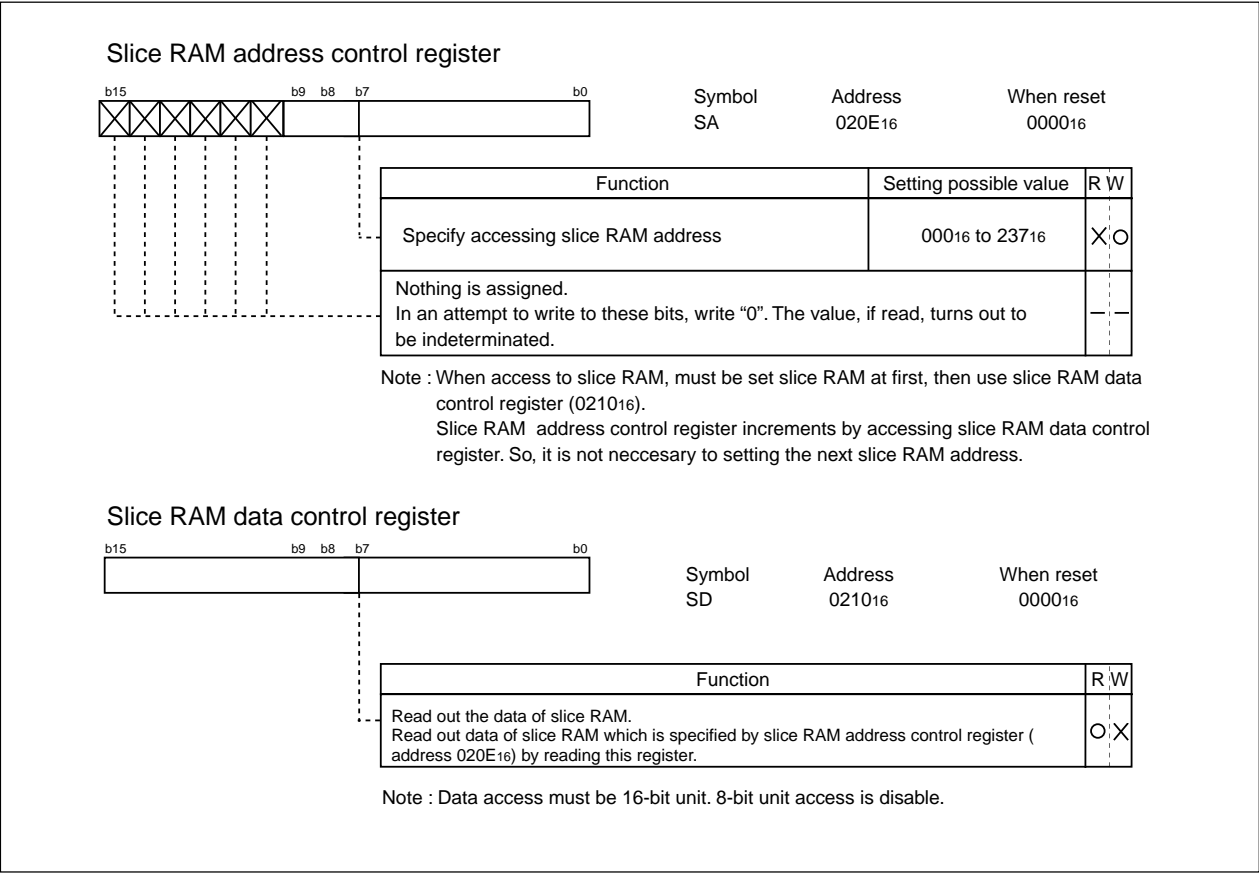 Slice RAM address control register
b15 b9 b8 b7 b0
Symbol Address When reset
SA 020E16 000016
Function Setting possible value R W
Specify accessing slice RAM address 00016 to 23716 X O
Nothing is assigned.
In an attempt to write to these bits, write “0”. The value, if read, turns out to
be indeterminated.
– –
Note : When access to slice RAM, must be set slice RAM at first, then use slice RAM data
control register (021016).
Slice RAM address control register increments by accessing slice RAM data control
register. So, it is not neccesary to setting the next slice RAM address.
Slice RAM data control register
b15 b9 b8 b7 b0
Symbol Address When reset
SD 021016 000016
Function R W
Read out the data of slice RAM.
Read out data of slice RAM which is specified by slice RAM address control register (
address 020E16) by reading this register.
O X
Note : Data access must be 16-bit unit. 8-bit unit access is disable.